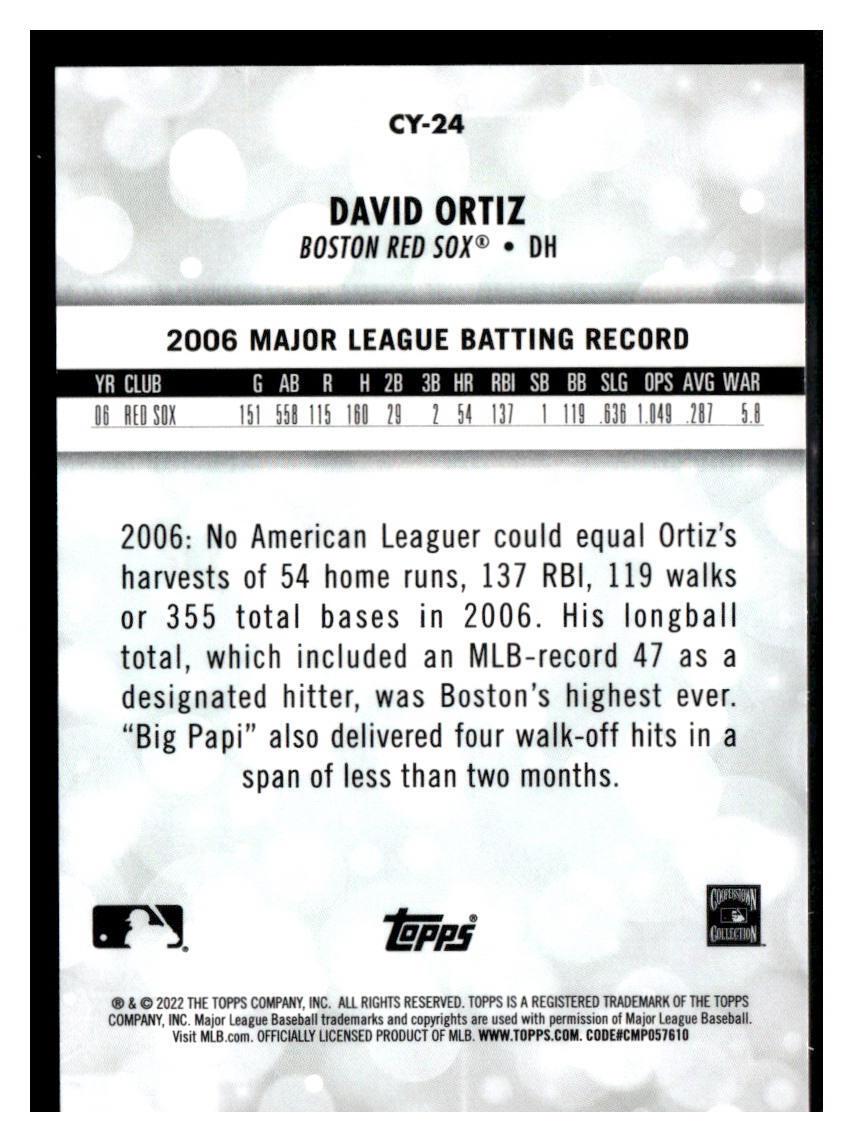 CY-24
DAVID ORTIZ
BOSTON RED SOX® • DH
2006 MAJOR LEAGUE BATTING RECORD
YR CLUB G AB R H 2B 3B HR RBI SB BB SLG OPS AVG WAR
06 RED SOX 151 558 115 160 29 2 54 137 1 119 .636 1.049 .287 5.8
2006: No American Leaguer could equal Ortiz's
harvests of 54 home runs, 137 RBI, 119 walks
or 355 total bases in 2006. His longball
total, which included an MLB-record 47 as a
designated hitter, was Boston's highest ever.
"Big Papi" also delivered four walk-off hits in a
span of less than two months.
COOPERSTOWN
COLLECTION
Topps®
® & © 2022 THE TOPPS COMPANY, INC. ALL RIGHTS RESERVED. TOPPS IS A REGISTERED TRADEMARK OF THE TOPPS
COMPANY, INC. Major League Baseball trademarks and copyrights are used with permission of Major League Baseball.
Visit MLB.com. OFFICIALLY LICENSED PRODUCT OF MLB. WWW.TOPPS.COM. CODE#CMP057610